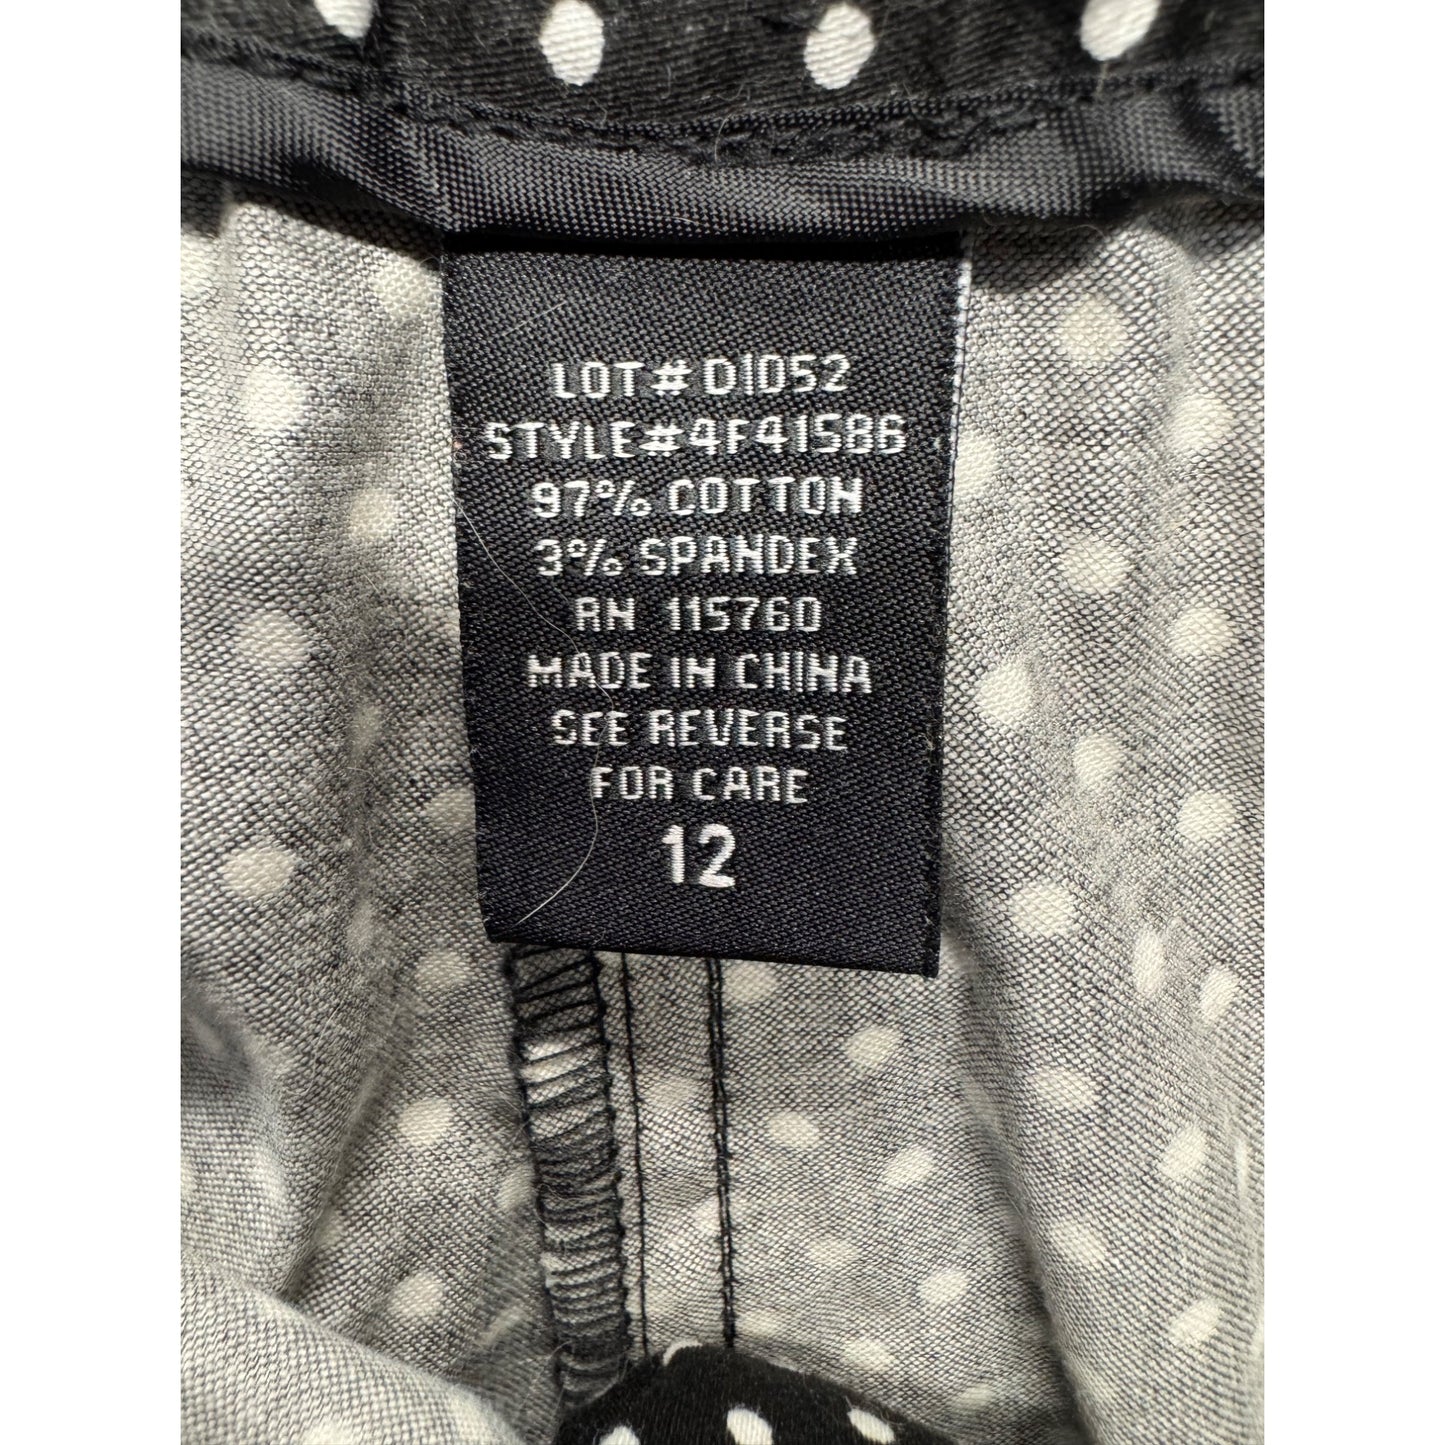 LOT# D1052
STYLE#4F41586
97% COTTON
3% SPANDEX
RN 115760
MADE IN CHINA
SEE REVERSE
FOR CARE
12